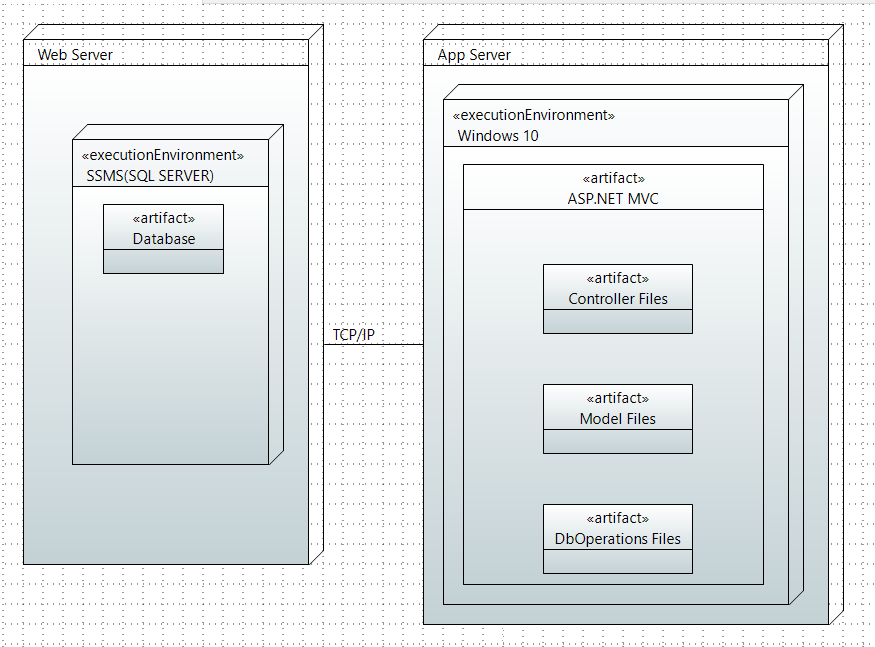 Web Server
«executionEnvironment»
SSMS(SQL SERVER)
«artifact»
Database
TCP/IP
App Server
«executionEnvironment»
Windows 10
«artifact»
ASP.NET MVC
«artifact»
Controller Files
«artifact»
Model Files
«artifact»
DbOperations Files